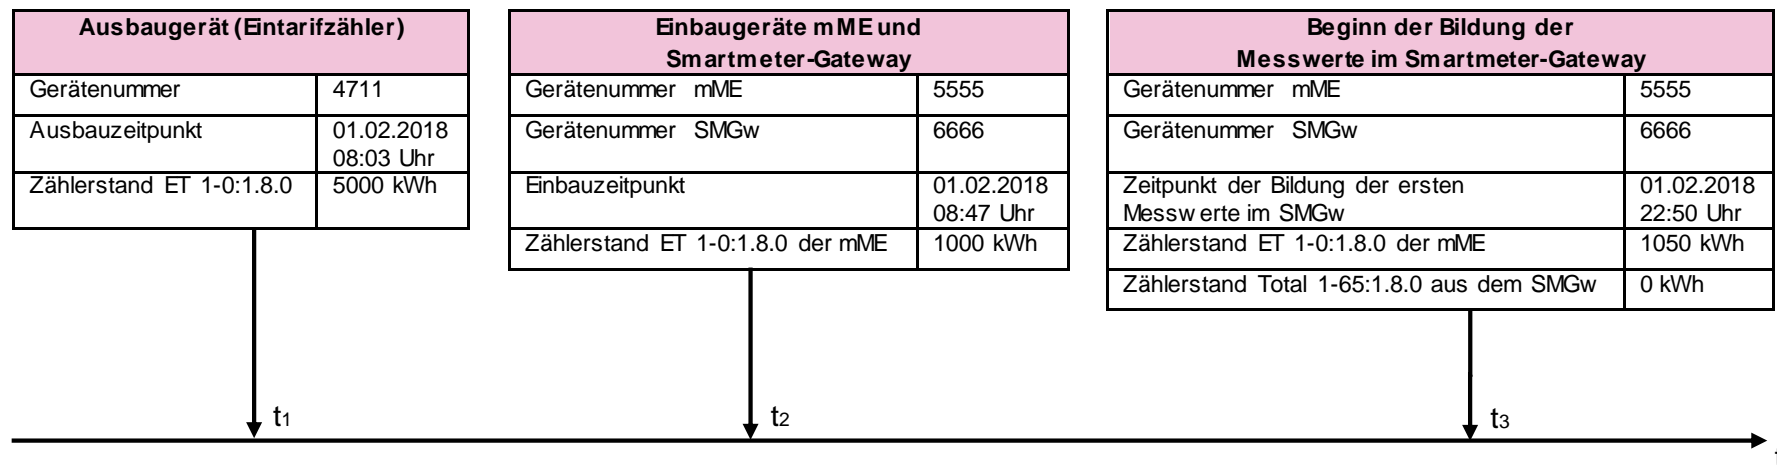 Ausbaugerät (Eintarifzähler)
Gerätenummer 4711
Ausbauzeitpunkt 01.02.2018
08:03 Uhr
Zählerstand ET 1-0:1.8.0 5000 kWh
Einbaugeräte mME und
Smartmeter-Gateway
Gerätenummer mME 5555
Gerätenummer SMGw 6666
Einbauzeitpunkt 01.02.2018
08:47 Uhr
Zählerstand ET 1-0:1.8.0 der mME 1000 kWh
Beginn der Bildung der
Messwerte im Smartmeter-Gateway
Gerätenummer mME 5555
Gerätenummer SMGw 6666
Zeitpunkt der Bildung der ersten 01.02.2018
Messwerte im SMGw 22:50 Uhr
Zählerstand ET 1-0:1.8.0 der mME 1050 kWh
Zählerstand Total 1-65:1.8.0 aus dem SMGw 0 kWh
t1
t2
t3